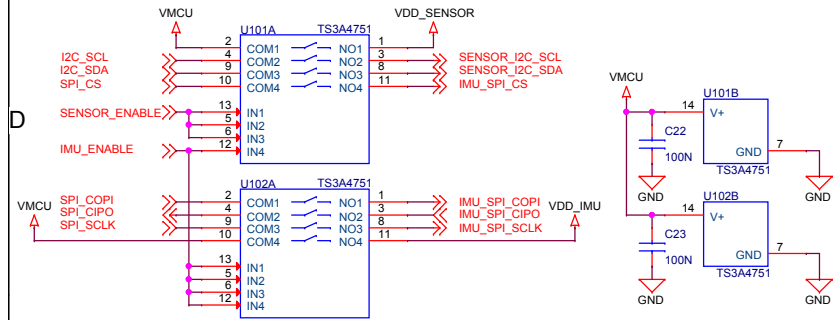 VMCU
U101A
TS3A4751
VDD_SENSOR
2
COM1
NO1
1
I2C_SCL
4
COM2
NO2
3
SENSOR_I2C_SCL
I2C_SDA
9
COM3
NO3
8
SENSOR_I2C_SDA
SPI_CS
10
COM4
NO4
11
IMU_SPI_CS
SENSOR_ENABLE
13
IN1
5
IN2
6
IN3
IMU_ENABLE
12
IN4
D
U102A
TS3A4751
SPI_COPI
2
COM1
NO1
1
IMU_SPI_COPI
VMCU
SPI_CIPO
4
COM2
NO2
3
IMU_SPI_CIPO
VDD_IMU
SPI_SCLK
9
COM3
NO3
8
IMU_SPI_SCLK
10
COM4
NO4
11
13
IN1
5
IN2
6
IN3
12
IN4
VMCU
U101B
14
V+
C22
100N
GND
7
TS3A4751
GND
GND
U102B
14
V+
C23
100N
GND
7
TS3A4751
GND
GND